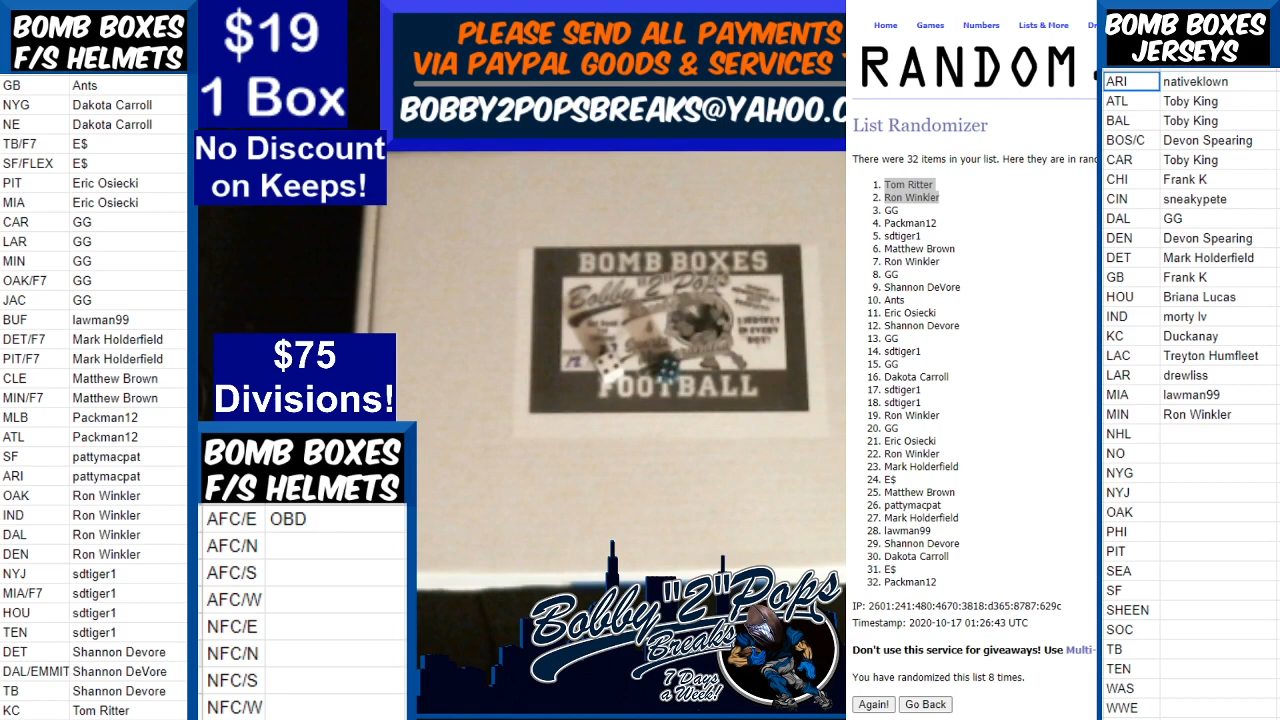 BOMB BOXES
F/S HELMETS
GB Ants
NYG Dakota Carroll
NE Dakota Carroll
TB/F7 E$
SF/FLEX E$
PIT Eric Osiecki
MIA Eric Osiecki
CAR GG
LAR GG
MIN GG
OAK/F7 GG
JAC GG
BUF lawman99
DET/F7 Mark Holderfield
PIT/F7 Mark Holderfield
CLE Matthew Brown
MIN/F7 Matthew Brown
MLB Packman12
ATL Packman12
SF pattymacpat
ARI pattymacpat
OAK Ron Winkler
IND Ron Winkler
DAL Ron Winkler
DEN Ron Winkler
NYJ sdtiger1
MIA/F7 sdtiger1
HOU sdtiger1
TEN sdtiger1
DET Shannon Devore
DAL/EMMIT Shannon DeVore
TB Shannon Devore
KC Tom Ritter
$19
1 Box
No Discount
on Keeps!
$75
Divisions!
BOMB BOXES
F/S HELMETS
AFC/E OBD
AFC/N
AFC/S
AFC/W
NFC/E
NFC/N
NFC/S
NFC/W
PLEASE SEND ALL PAYMENTS
VIA PAYPAL GOODS & SERVICES
BOBBY2POPSBREAKS@YAHOO.C
BOMB BOXES
Bobby "2" Pops
FOOTBALL
Bobby "2" Pops
Breaks
7 Days
a Week!
Home Games Numbers Lists & More Dr
RANDOM
List Randomizer
There were 32 items in your list. Here they are in rand
1. Tom Ritter
2. Ron Winkler
3. GG
4. Packman12
5. sdtiger1
6. Matthew Brown
7. Ron Winkler
8. GG
9. Shannon DeVore
10. Ants
11. Eric Osiecki
12. Shannon Devore
13. GG
14. sdtiger1
15. GG
16. Dakota Carroll
17. sdtiger1
18. sdtiger1
19. Ron Winkler
20. GG
21. Eric Osiecki
22. Ron Winkler
23. Mark Holderfield
24. E$
25. Matthew Brown
26. pattymacpat
27. Mark Holderfield
28. lawman99
29. Shannon Devore
30. Dakota Carroll
31. E$
32. Packman12
IP: 2601:241:480:4670:3818:d365:8787:629c
Timestamp: 2020-10-17 01:26:43 UTC
Don't use this service for giveaways! Use Multi-
You have randomized this list 8 times.
Again! Go Back
BOMB BOXES
JERSEYS
ARI nativeklown
ATL Toby King
BAL Toby King
BOS/C Devon Spearing
CAR Toby King
CHI Frank K
CIN sneakypete
DAL GG
DEN Devon Spearing
DET Mark Holderfield
GB Frank K
HOU Briana Lucas
IND morty lv
KC Duckanay
LAC Treyton Humfleet
LAR drewliss
MIA lawman99
MIN Ron Winkler
NHL
NO
NYG
NYJ
OAK
PHI
PIT
SEA
SF
SHEEN
SOC
TB
TEN
WAS
WWE